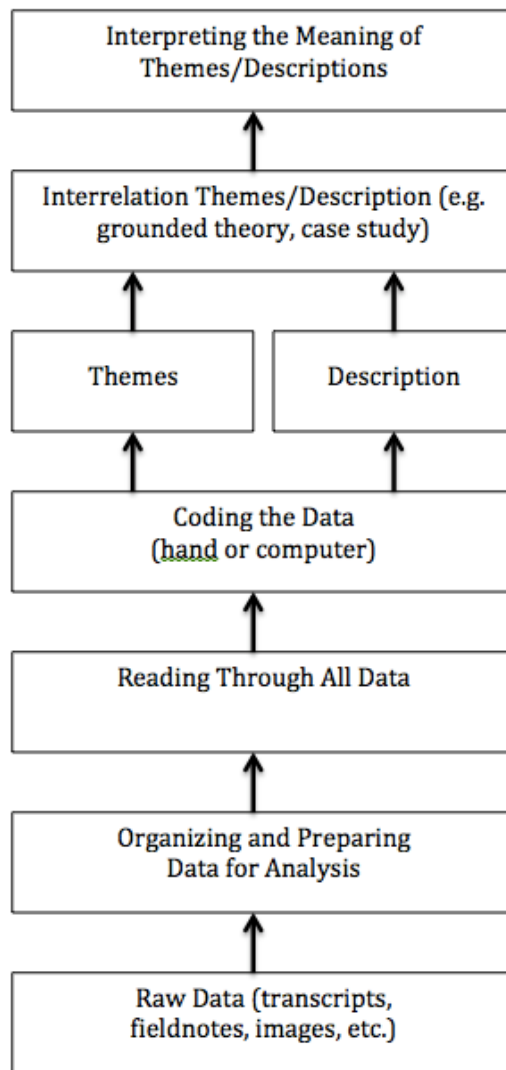 Interpreting the Meaning of
Themes/Descriptions
Interrelation Themes/Description (e.g.
grounded theory, case study)
Themes
Description
Coding the Data
(hand or computer)
Reading Through All Data
Organizing and Preparing
Data for Analysis
Raw Data (transcripts,
fieldnotes, images, etc.)